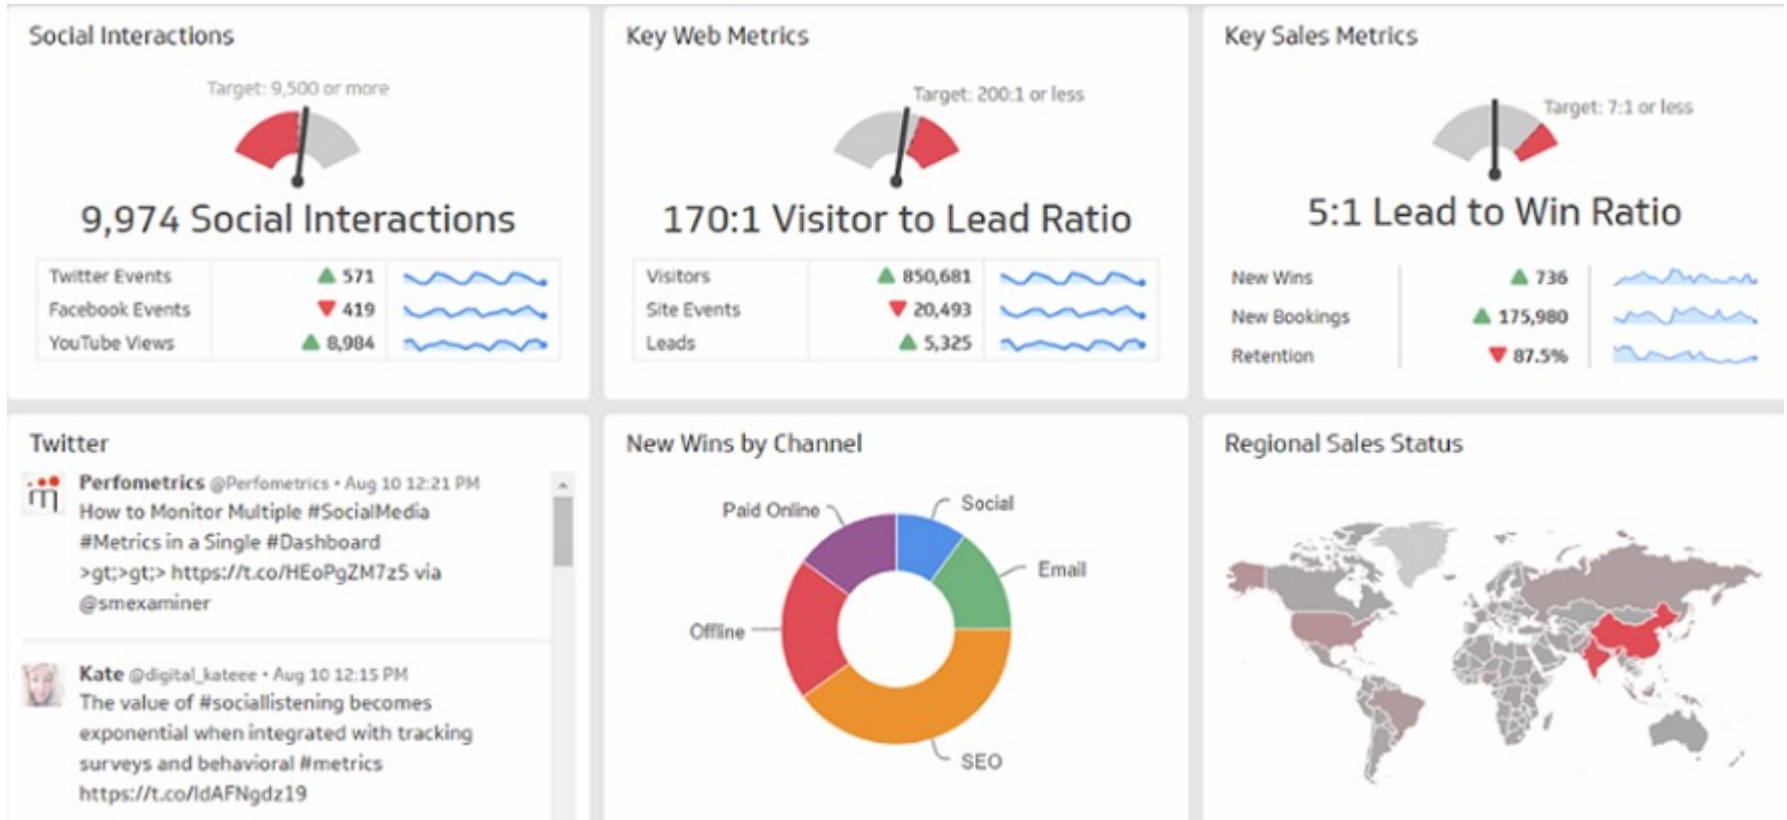 Social Interactions
Target: 9,500 or more
9,974 Social Interactions
Twitter Events 571
Facebook Events 419
YouTube Views 8,984
Key Web Metrics
Target: 200:1 or less
170:1 Visitor to Lead Ratio
Visitors 850,681
Site Events 20,493
Leads 5,325
Key Sales Metrics
Target: 7:1 or less
5:1 Lead to Win Ratio
New Wins 736
New Bookings 175,980
Retention 87.5%
Twitter
Perfometrics @Perfometrics • Aug 10 12:21 PM
How to Monitor Multiple #SocialMedia
#Metrics in a Single #Dashboard
>gt;>gt;> https://t.co/HEoPgZM7z5 via
@smexaminer
Kate @digital_kateee • Aug 10 12:15 PM
The value of #sociallistening becomes
exponential when integrated with tracking
surveys and behavioral #metrics
https://t.co/ldAFNgdz19
New Wins by Channel
Paid Online
Social
Email
Offline
SEO
Regional Sales Status